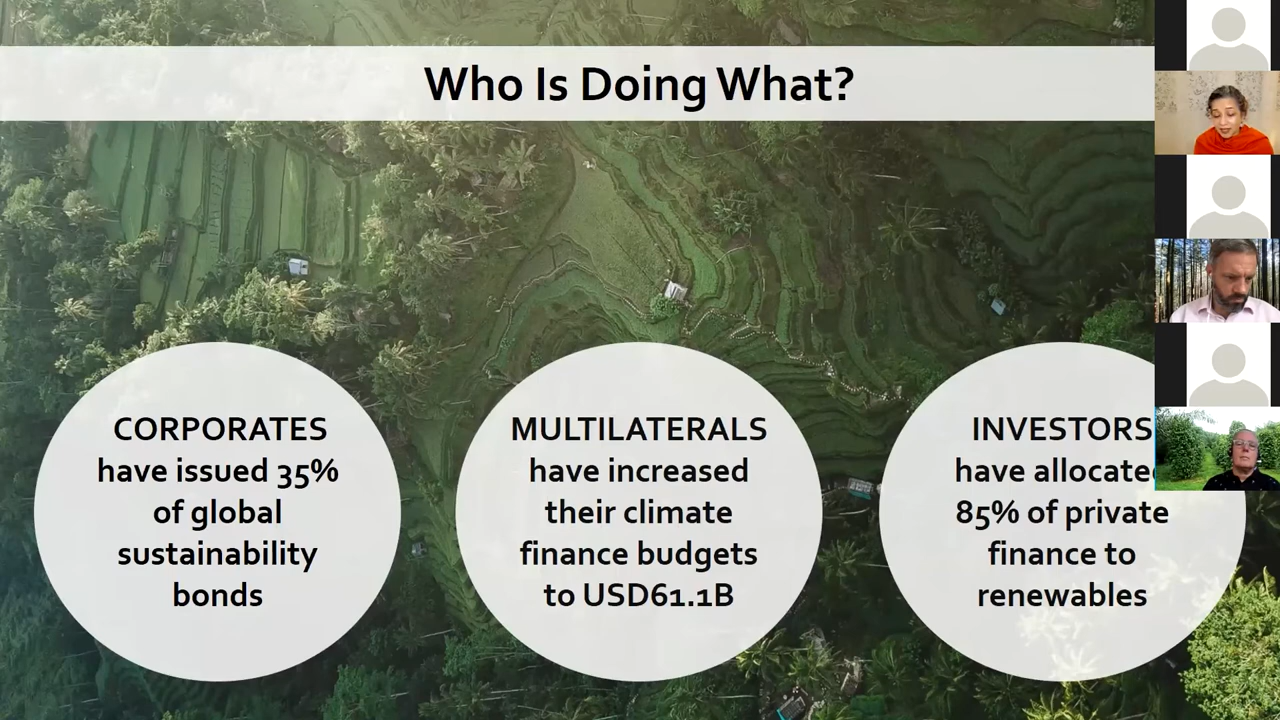 Who Is Doing What?
CORPORATES
have issued 35%
of global
sustainability
bonds
MULTILATERALS
have increased
their climate
finance budgets
to USD61.1B
INVESTORS
have allocated
85% of private
finance to
renewables